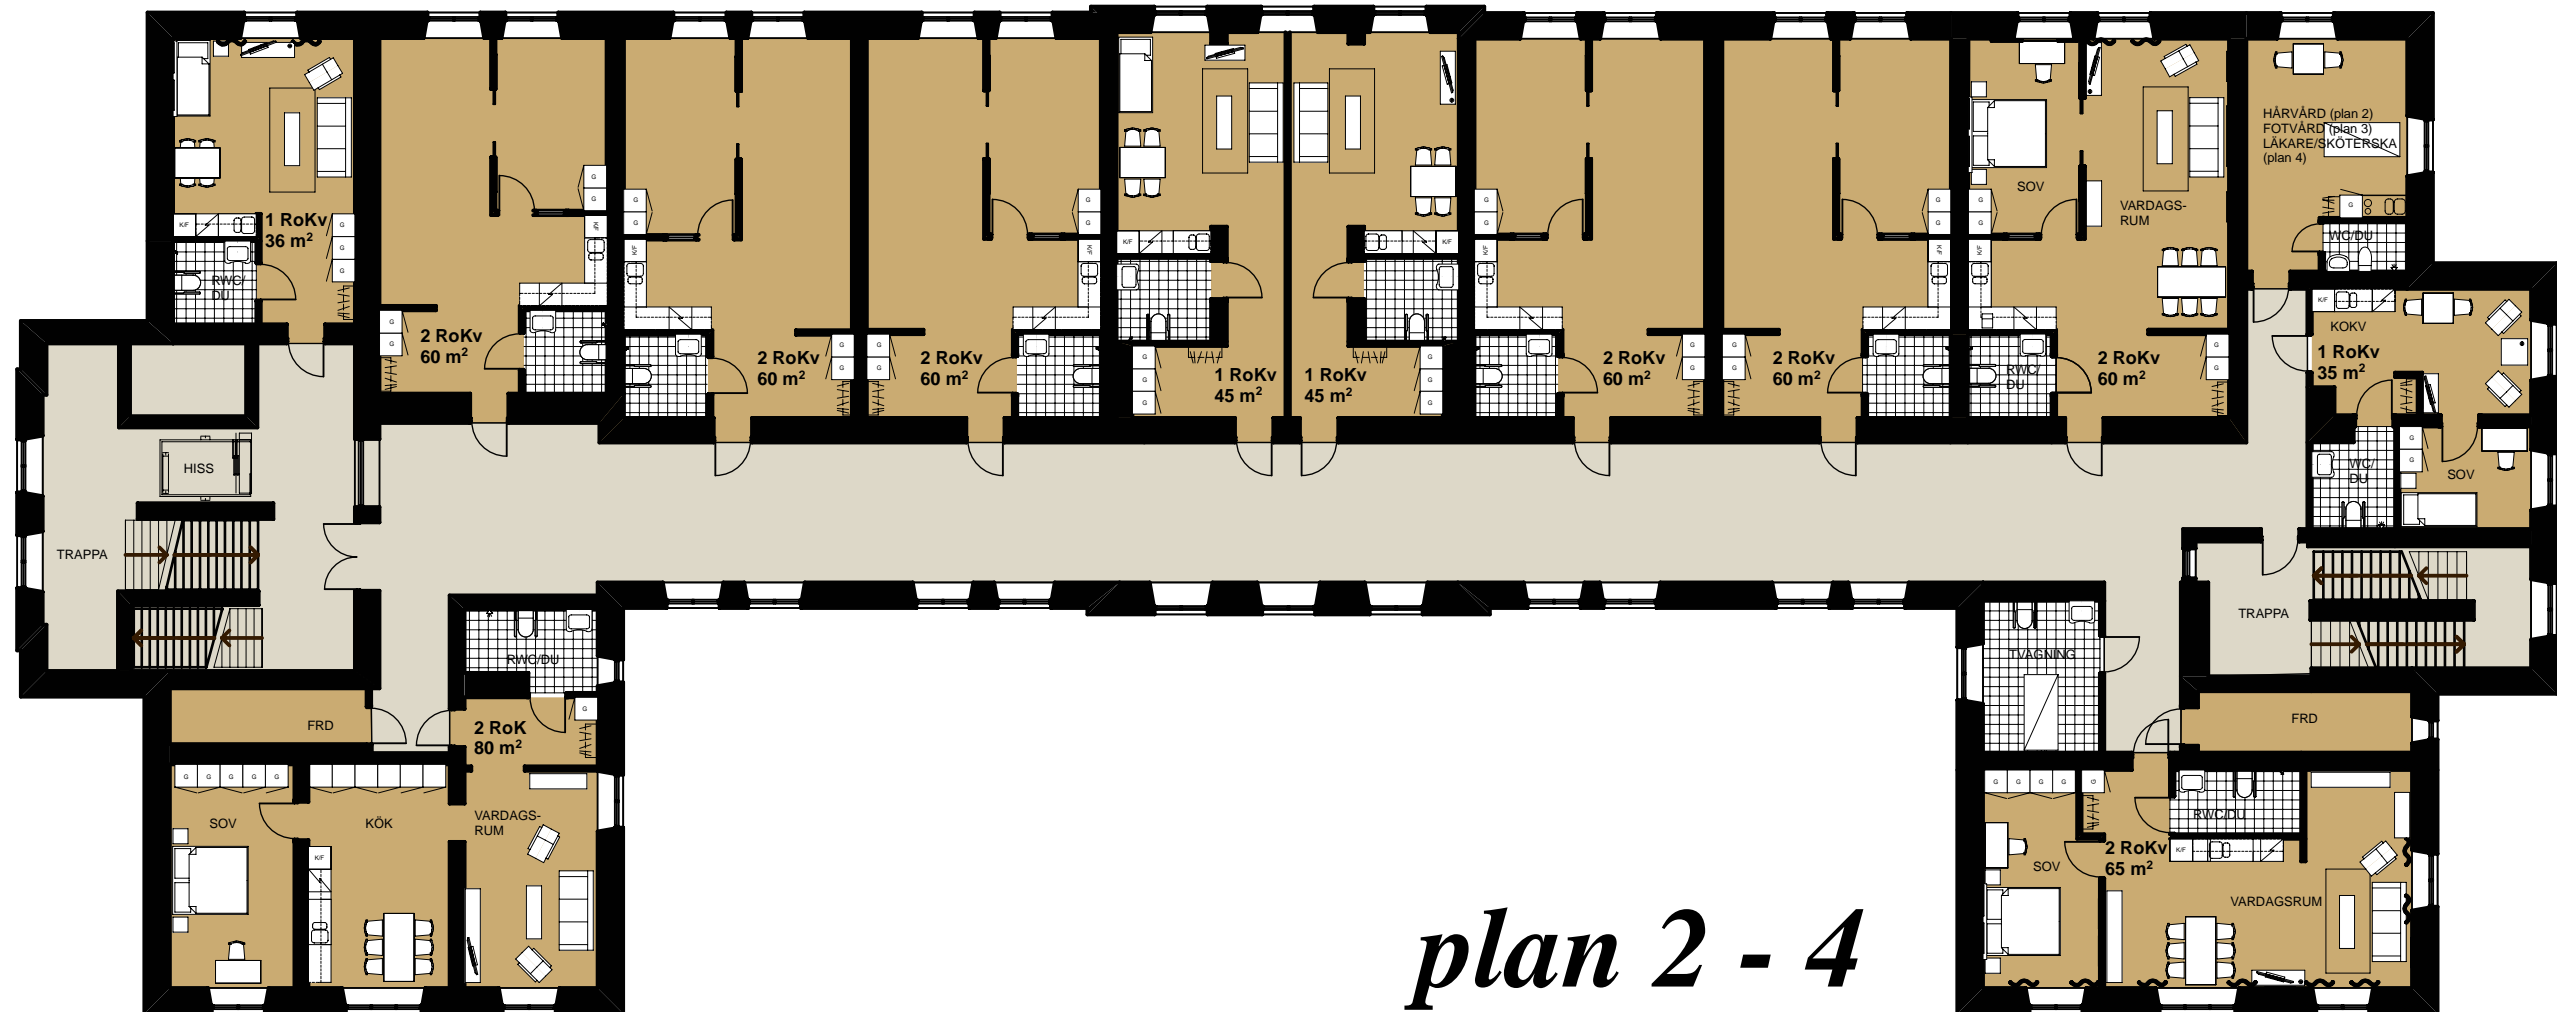 1 RoKv
36 m²
K/F
G
G
G
RWC/
DU
2 RoKv
60 m²
G
G
K/F
G
G
2 RoKv
60 m²
G
G
K/F
G
G
2 RoKv
60 m²
G
G
K/F
G
G
1 RoKv
45 m²
K/F
G
G
G
1 RoKv
45 m²
K/F
G
G
G
2 RoKv
60 m²
G
G
K/F
G
G
2 RoKv
60 m²
G
G
K/F
G
G
SOV
VARDAGS-
RUM
G
G
K/F
RWC/
DU
2 RoKv
60 m²
G
G
HÅRVÅRD (plan 2)
FOTVÅRD (plan 3)
LÄKARE/SKÖTERSKA
(plan 4)
G
WC/DU
K/F
KOKV
1 RoKv
35 m²
G
G
WC/
DU
SOV
HISS
TRAPPA
TRAPPA
RWC/DU
TVAGNING
FRD
2 RoK
80 m²
G
FRD
G G G G G
SOV
KÖK
VARDAGS-
RUM
K/F
G G G G
G
RWC/DU
2 RoKv
65 m²
K/F
SOV
VARDAGSRUM
plan 2 - 4